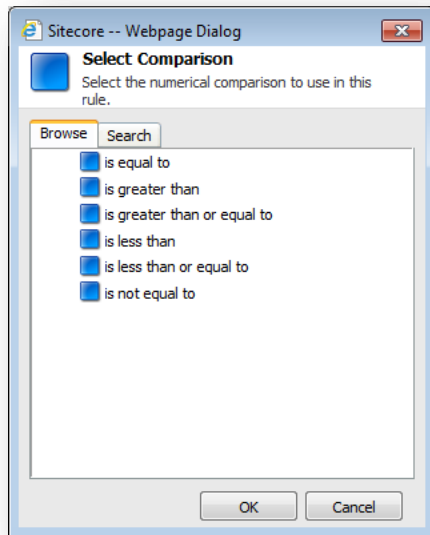 Sitecore -- Webpage Dialog
Select Comparison
Select the numerical comparison to use in this
rule.
Browse
Search
is equal to
is greater than
is greater than or equal to
is less than
is less than or equal to
is not equal to
OK
Cancel